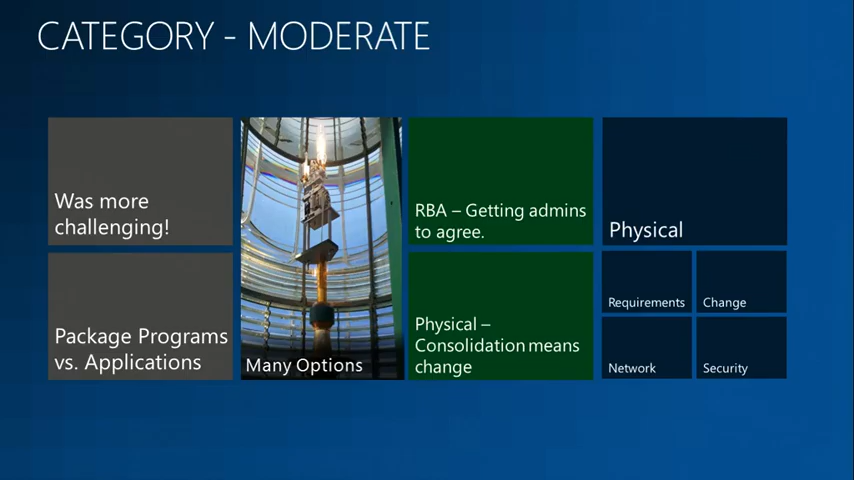 CATEGORY - MODERATE
Was more
challenging!
Package Programs
vs. Applications
Many Options
RBA – Getting admins
to agree.
Physical –
Consolidation means
change
Physical
Requirements
Change
Network
Security